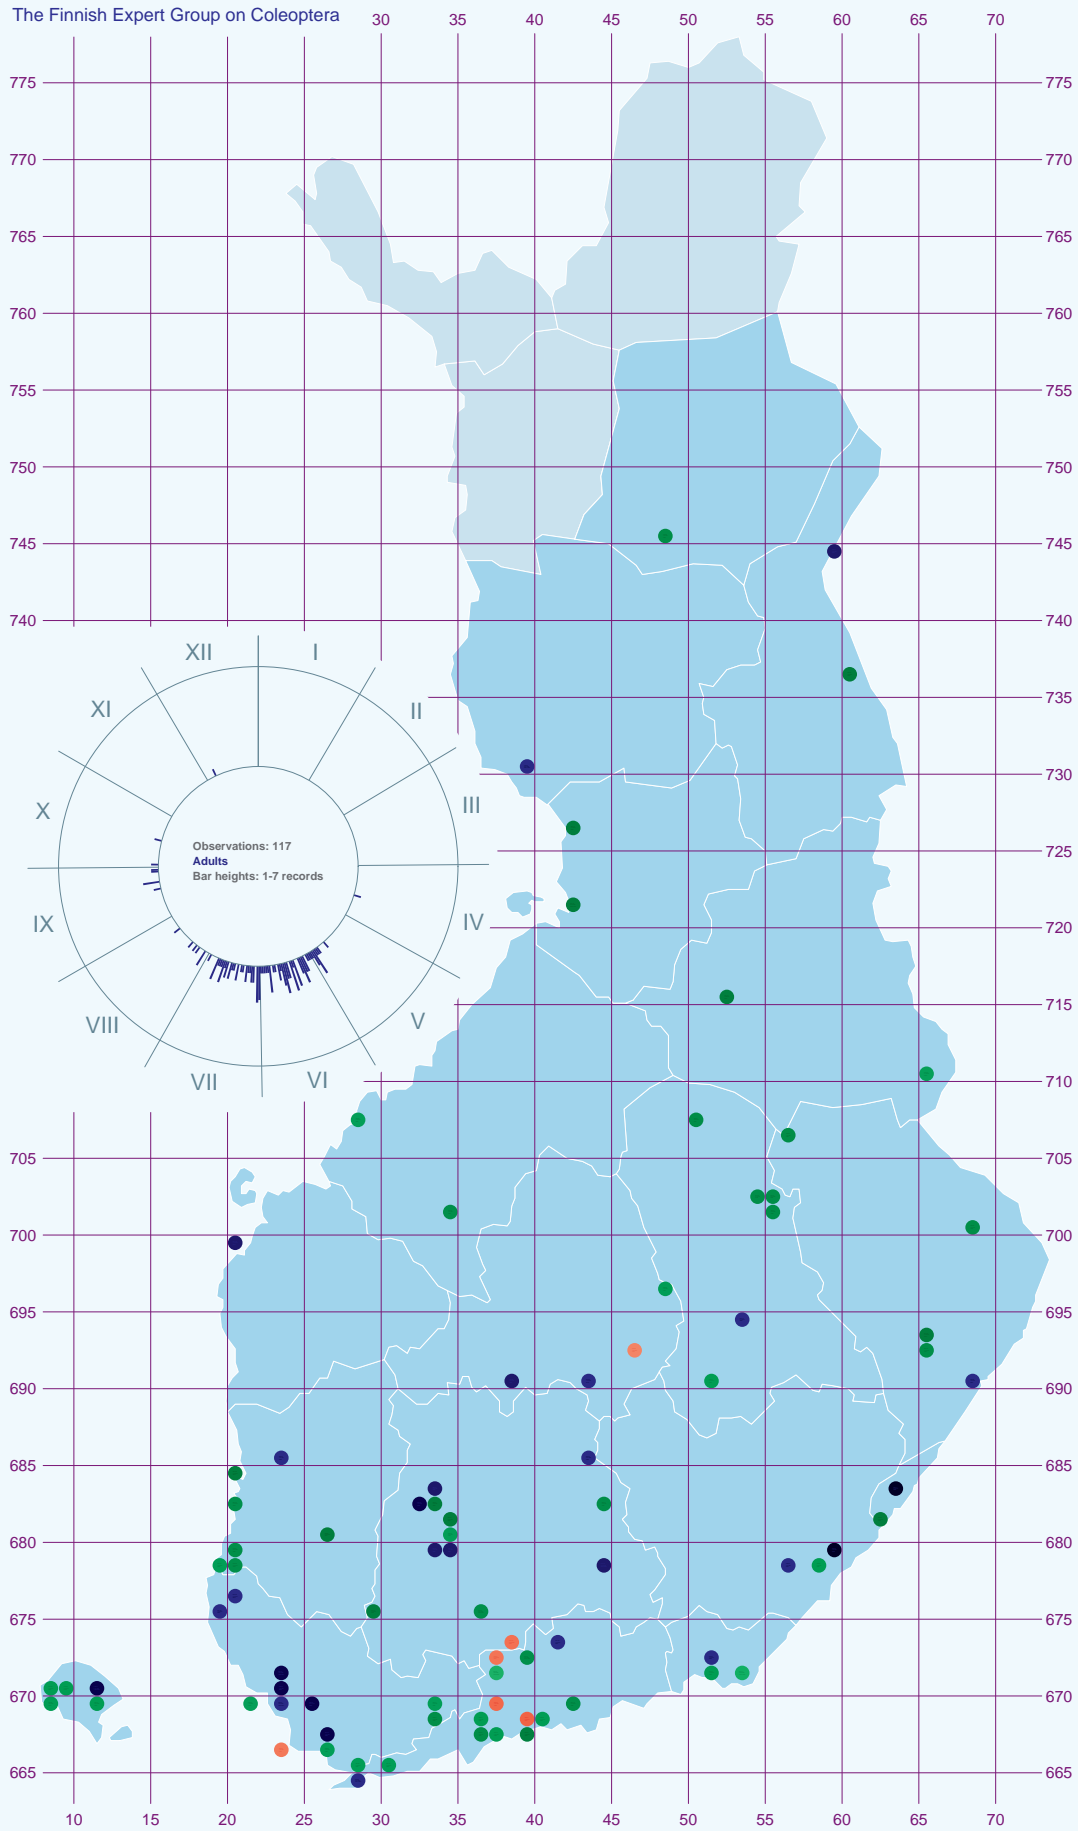 The Finnish Expert Group on Coleoptera 30 40 45 50 55 60 70
775 775
770 770
765 765
760 760
755 755
750 750
745 745
740 740
XII I
XI II
735
730
X III
Observations: 117
Adults
Bar heights: 1-7 records
725
IX IV
720
715
VIII V
VII VI
710
705 705
700 700
695 695
690 690
685 685
680 680
675 675
670 670
665 665
10 15 20 25 30 35 40 45 50 55 60 65 70